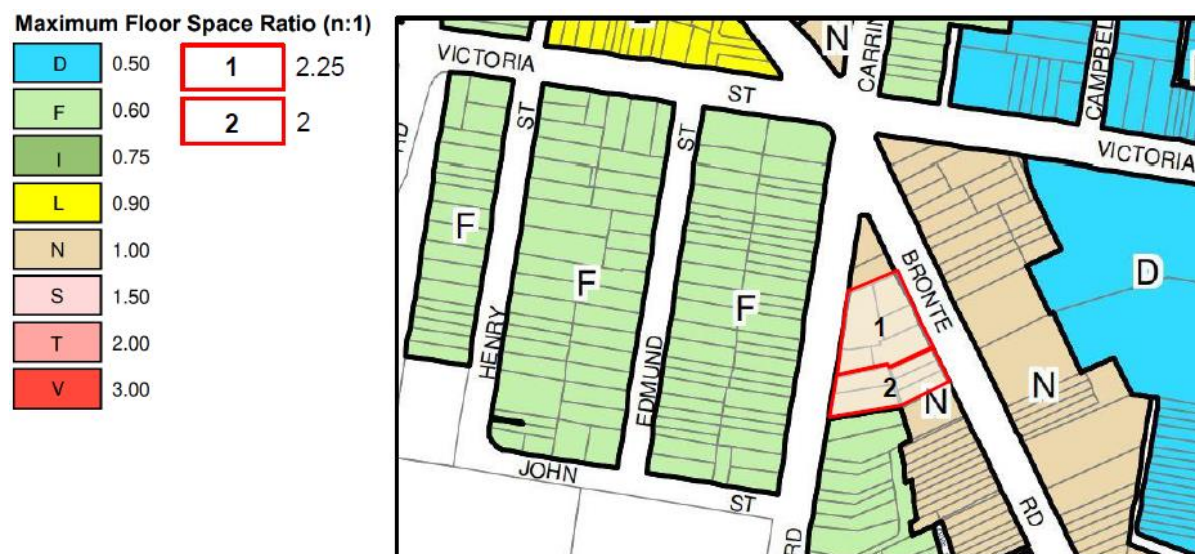 Maximum Floor Space Ratio (n:1)
D 0.50
F 0.60
I 0.75
L 0.90
N 1.00
S 1.50
T 2.00
V 3.00
1 2.25
2 2
N
CARRIN
CAMPBEL
VICTORIA
ST
ST
ST
VICTORIA
F
F
F
HENRY
EDMUND
BRONTE
D
1
2
N
N
JOHN
ST
RD
RD